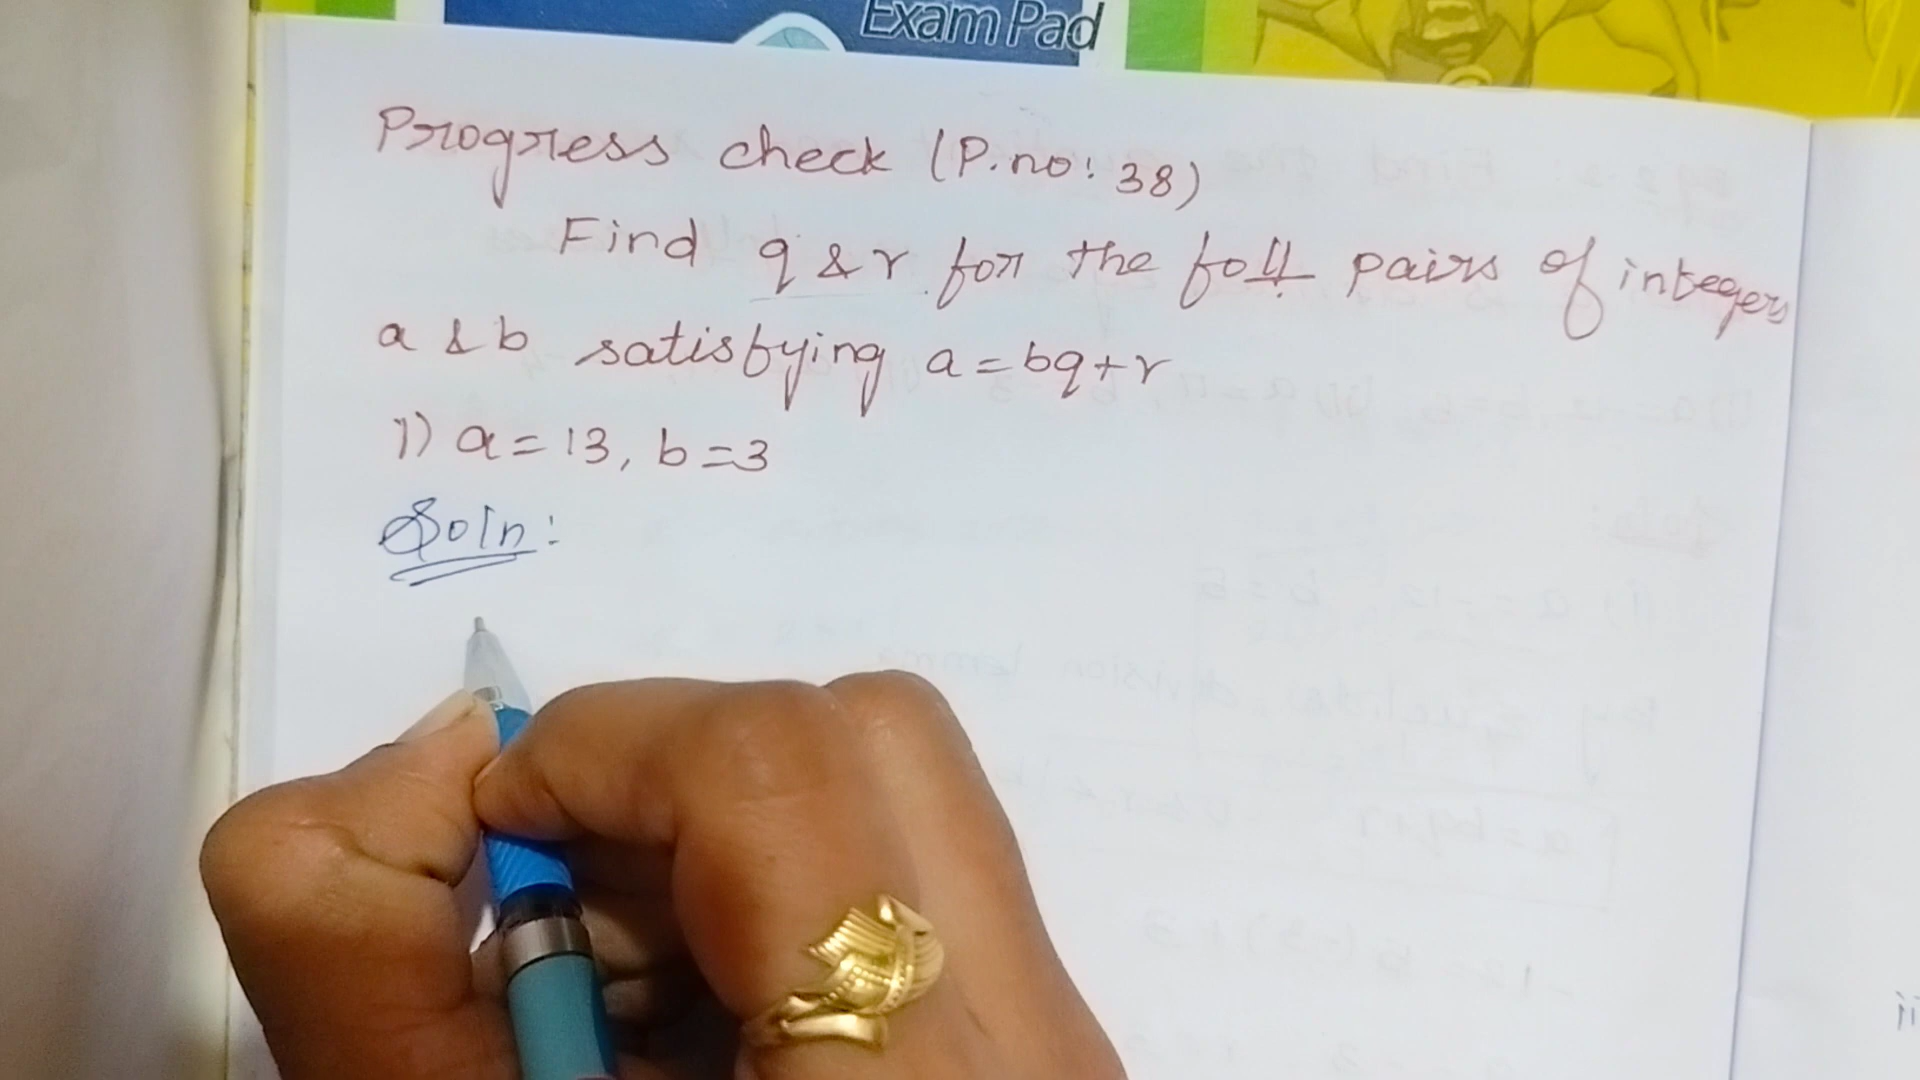 Exam Pad
Progress check (P.no: 38)
Find q & r for the foll pairs of integers
a & b satisfying a = bq + r
1) a = 13, b = 3
Soln: